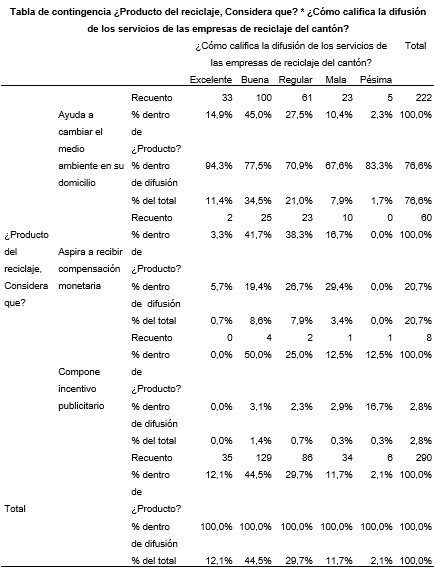 Tabla de contingencia ¿Producto del reciclaje, Considera que? * ¿Cómo califica la difusión
de los servicios de las empresas de reciclaje del cantón?
¿Cómo califica la difusión de los servicios de Total
las empresas de reciclaje del cantón?
Excelente Buena Regular Mala Pésima
Recuento 33 100 61 23 5 222
Ayuda a % dentro 14,9% 45,0% 27,5% 10,4% 2,3% 100,0%
cambiar el de
medio ¿Producto?
ambiente en su % dentro 94,3% 77,5% 70,9% 67,6% 83,3% 76,6%
domicilio de difusión
% del total 11,4% 34,5% 21,0% 7,9% 1,7% 76,6%
Recuento 2 25 23 10 0 60
¿Producto % dentro 3,3% 41,7% 38,3% 16,7% 0,0% 100,0%
del Aspira a recibir de
reciclaje, compensación ¿Producto?
Considera monetaria % dentro 5,7% 19,4% 26,7% 29,4% 0,0% 20,7%
que? de difusión
% del total 0,7% 8,6% 7,9% 3,4% 0,0% 20,7%
Recuento 0 4 2 1 1 8
% dentro 0,0% 50,0% 25,0% 12,5% 12,5% 100,0%
Compone de
incentivo ¿Producto?
publicitario % dentro 0,0% 3,1% 2,3% 2,9% 16,7% 2,8%
de difusión
% del total 0,0% 1,4% 0,7% 0,3% 0,3% 2,8%
Recuento 35 129 86 34 6 290
% dentro 12,1% 44,5% 29,7% 11,7% 2,1% 100,0%
de
Total ¿Producto?
% dentro 100,0% 100,0% 100,0% 100,0% 100,0% 100,0%
de difusión
% del total 12,1% 44,5% 29,7% 11,7% 2,1% 100,0%